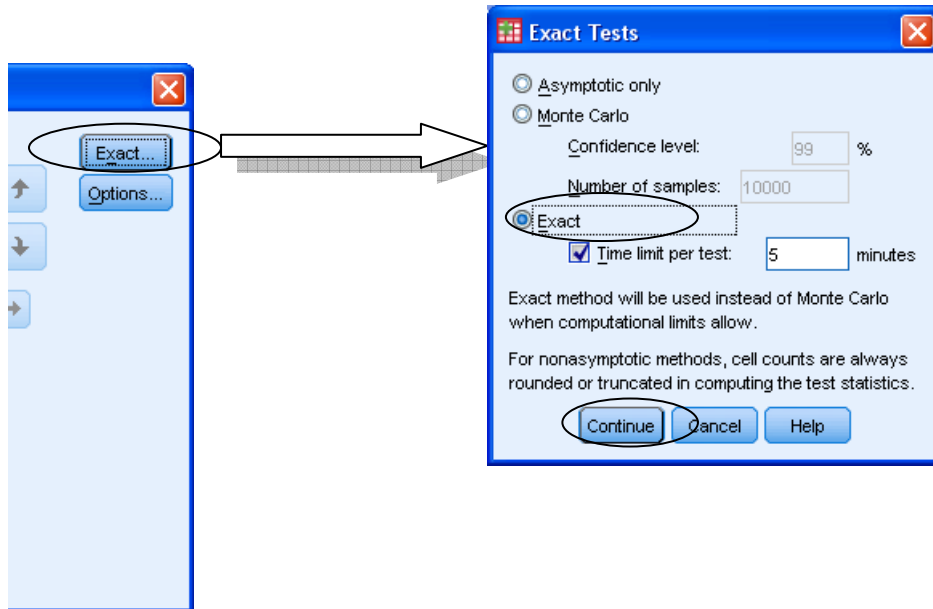 Exact...
Options...
Exact Tests
Asymptotic only
Monte Carlo
Confidence level: 99 %
Number of samples: 10000
Exact
Time limit per test: 5 minutes
Exact method will be used instead of Monte Carlo
when computational limits allow.
For nonasymptotic methods, cell counts are always
rounded or truncated in computing the test statistics.
Continue Cancel Help